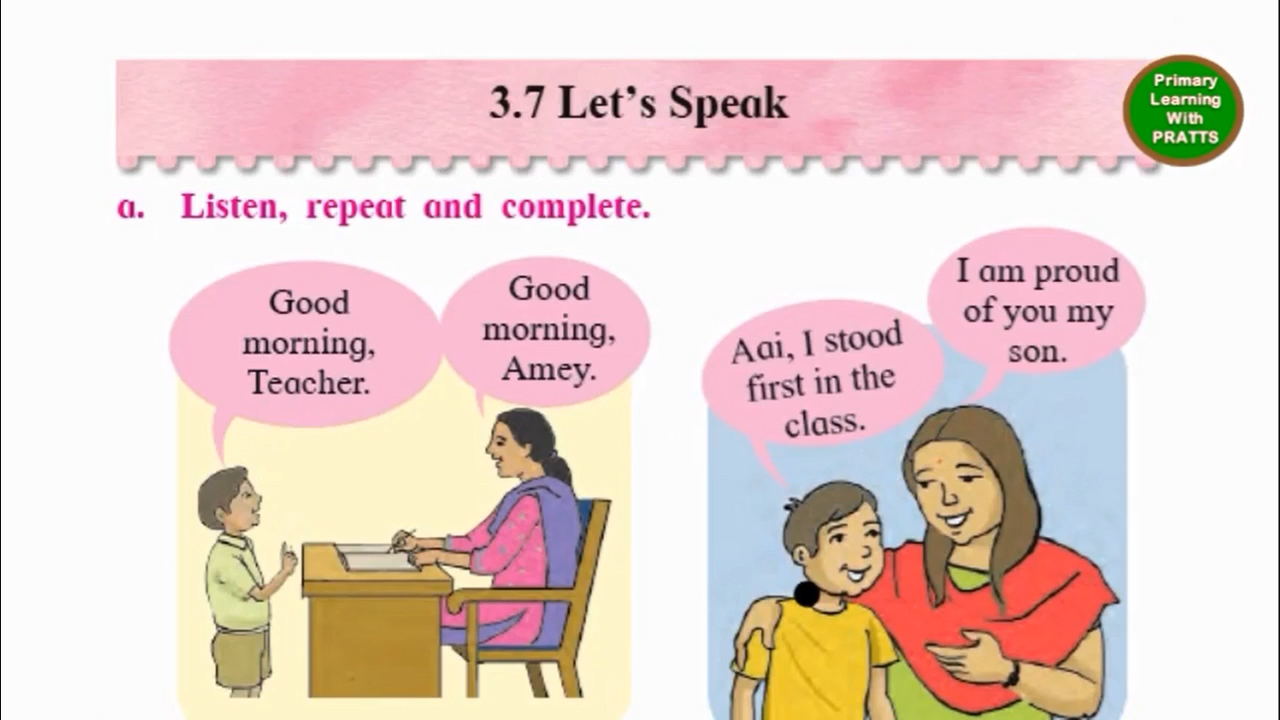 3.7 Let's Speak
Primary
Learning
With
PRATTS
a. Listen, repeat and complete.
Good
morning,
Teacher.
Good
morning,
Amey.
Aai, I stood
first in the
class.
I am proud
of you my
son.